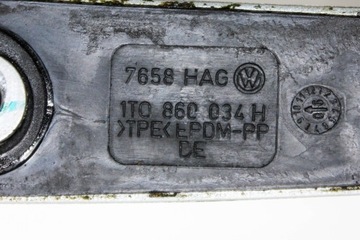 7658 HAG
1T0 860 034 H
>TPE<EPDM-PP
DE